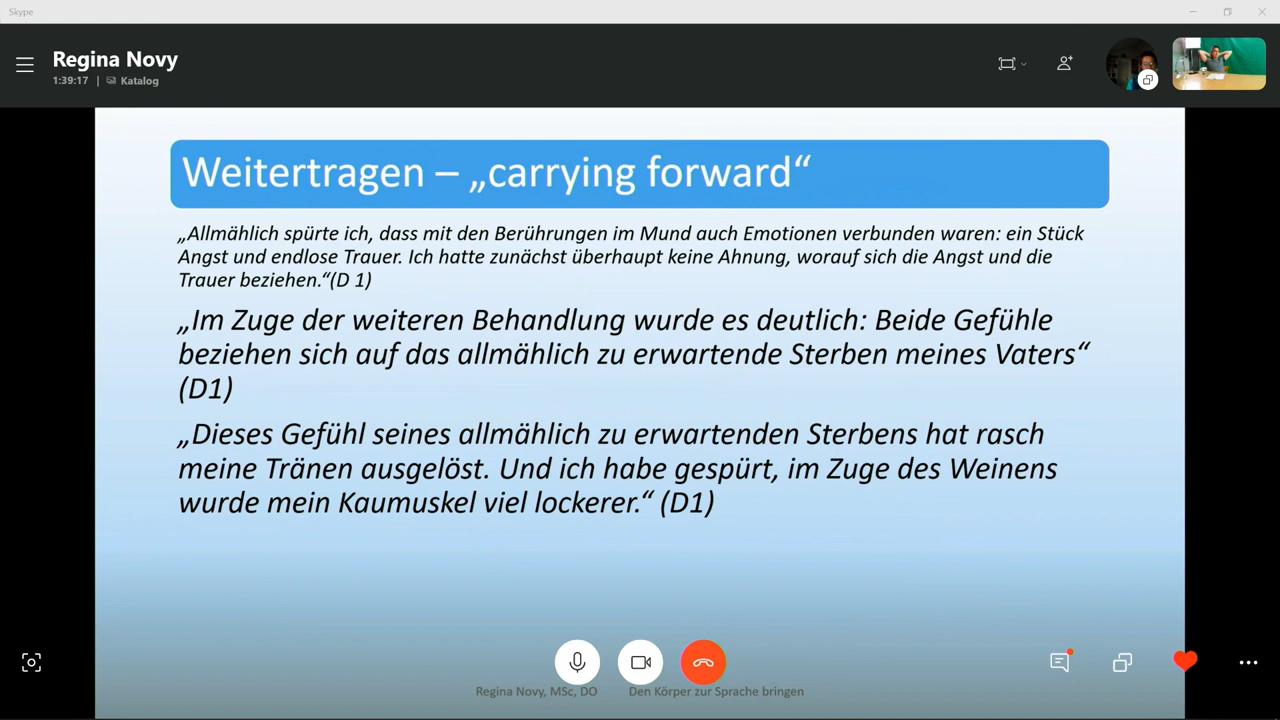 Skype
Regina Novy
1:39:17 | Katalog
Weitertragen – „carrying forward“
„Allmählich spürte ich, dass mit den Berührungen im Mund auch Emotionen verbunden waren: ein Stück
Angst und endlose Trauer. Ich hatte zunächst überhaupt keine Ahnung, worauf sich die Angst und die
Trauer beziehen.“(D 1)
„Im Zuge der weiteren Behandlung wurde es deutlich: Beide Gefühle
beziehen sich auf das allmählich zu erwartende Sterben meines Vaters“
(D1)
„Dieses Gefühl seines allmählich zu erwartenden Sterbens hat rasch
meine Tränen ausgelöst. Und ich habe gespürt, im Zuge des Weinens
wurde mein Kaumuskel viel lockerer.“ (D1)
Regina Novy, MSc, DO Den Körper zur Sprache bringen